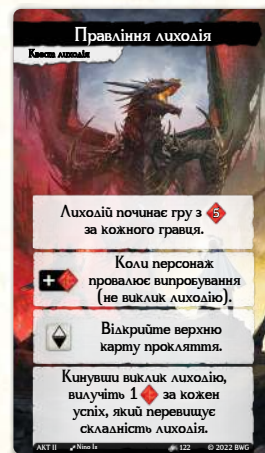 Правління лиходія
Квест лиходія
Лиходій починає гру з 5
за кожного гравця.
+ Коли персонаж
провалює випробування
(не виклик лиходію).
Відкрийте верхню
карту прокляття.
Кинувши виклик лиходію,
вилучіть 1 за кожен
успіх, який перевищує
складність лиходія.
АКТ II Nino Is 122 © 2022 BWG